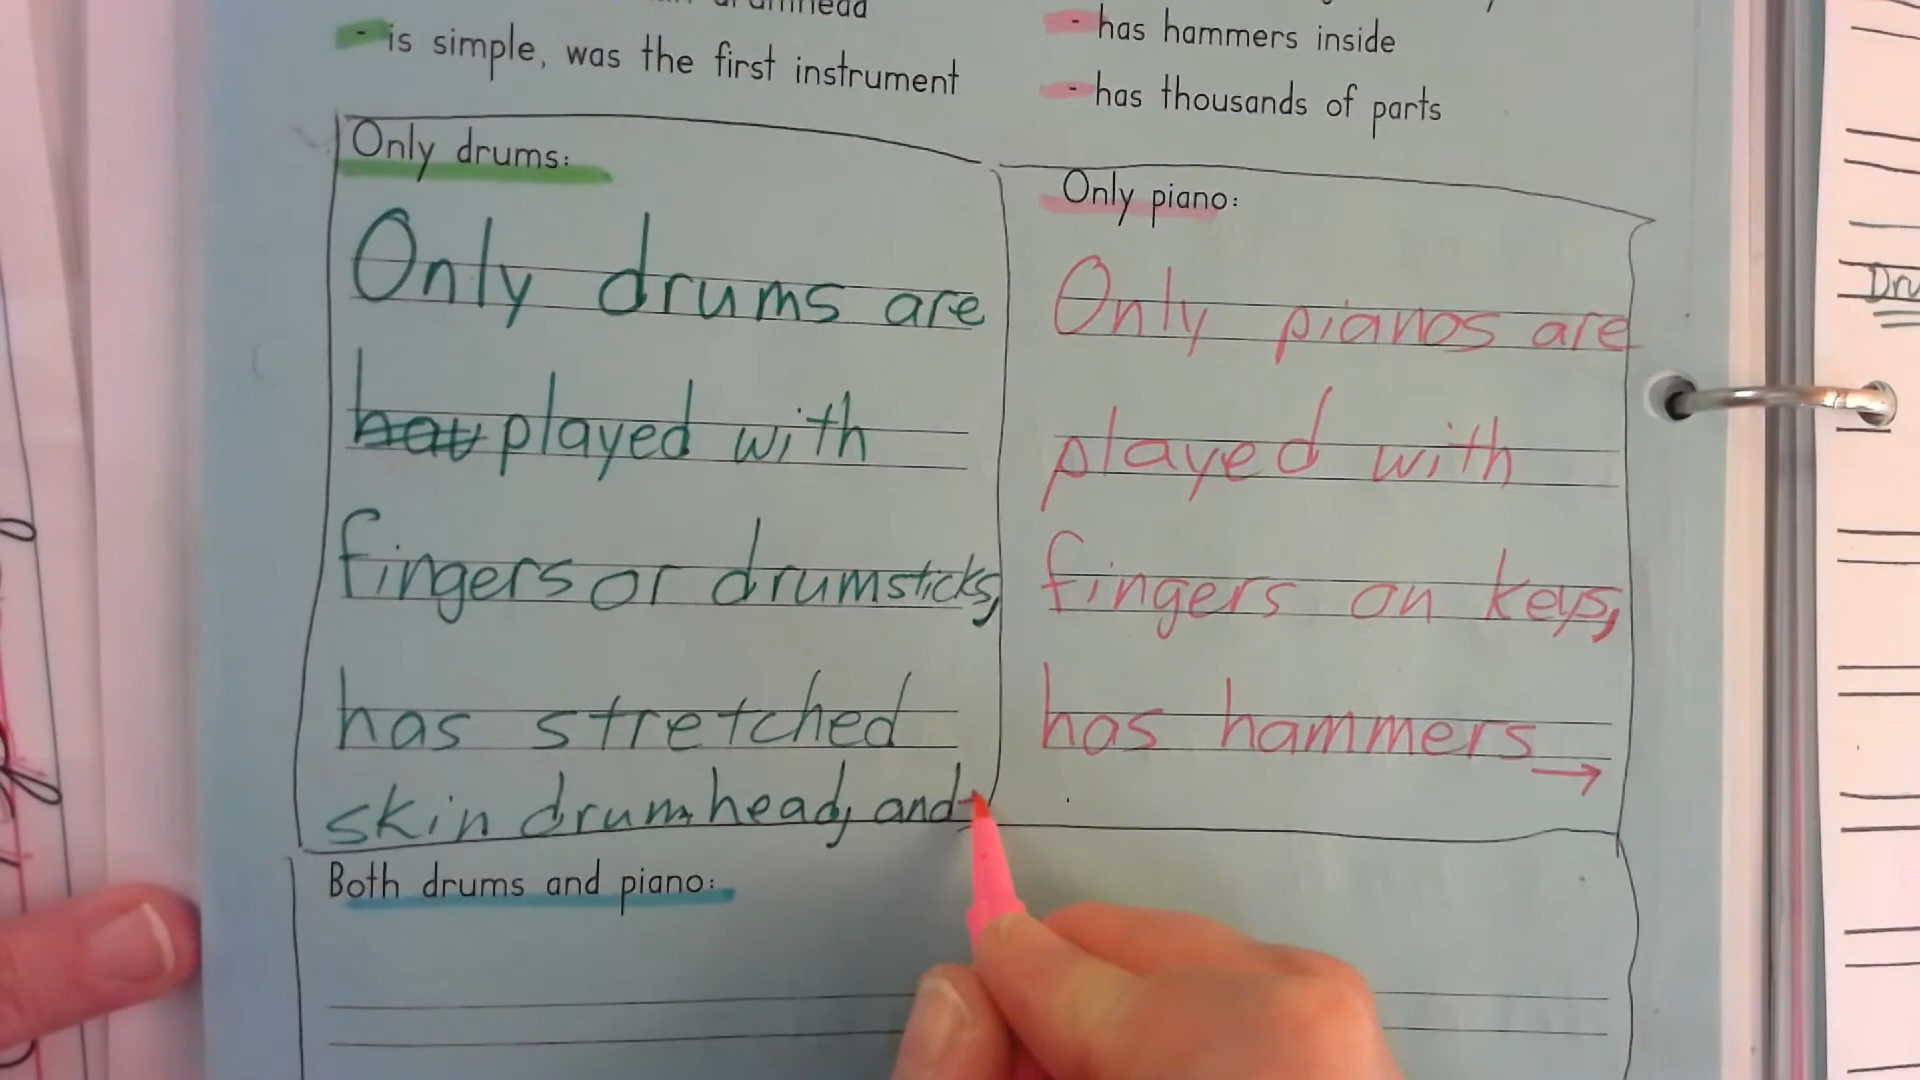 drumhead
- is simple, was the first instrument
- has hammers inside
- has thousands of parts
Only drums:
Only drums are
played with
fingers or drumsticks,
has stretched
skin drumhead, and
Only piano:
Only pianos are
played with
fingers on keys,
has hammers →
Both drums and piano:
Dru